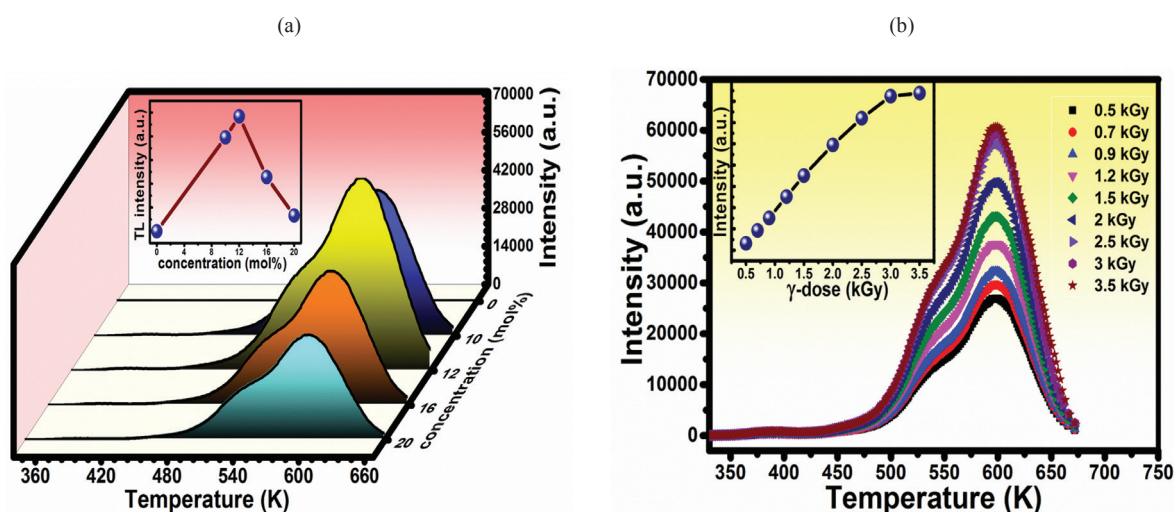 (a)
70000
56000
42000
28000
14000
0
Intensity (a.u.)
TL intensity (a.u.)
0 4 8 12 16 20
concentration (mol%)
0
10
12
16
20
concentration (mol%)
360 420 480 540 600 660
Temperature (K)
(b)
70000
60000
50000
40000
30000
20000
10000
0
Intensity (a.u.)
Intensity (a.u.)
0.5 1.0 1.5 2.0 2.5 3.0 3.5
γ-dose (kGy)
0.5 kGy
0.7 kGy
0.9 kGy
1.2 kGy
1.5 kGy
2 kGy
2.5 kGy
3 kGy
3.5 kGy
350 400 450 500 550 600 650 700 750
Temperature (K)